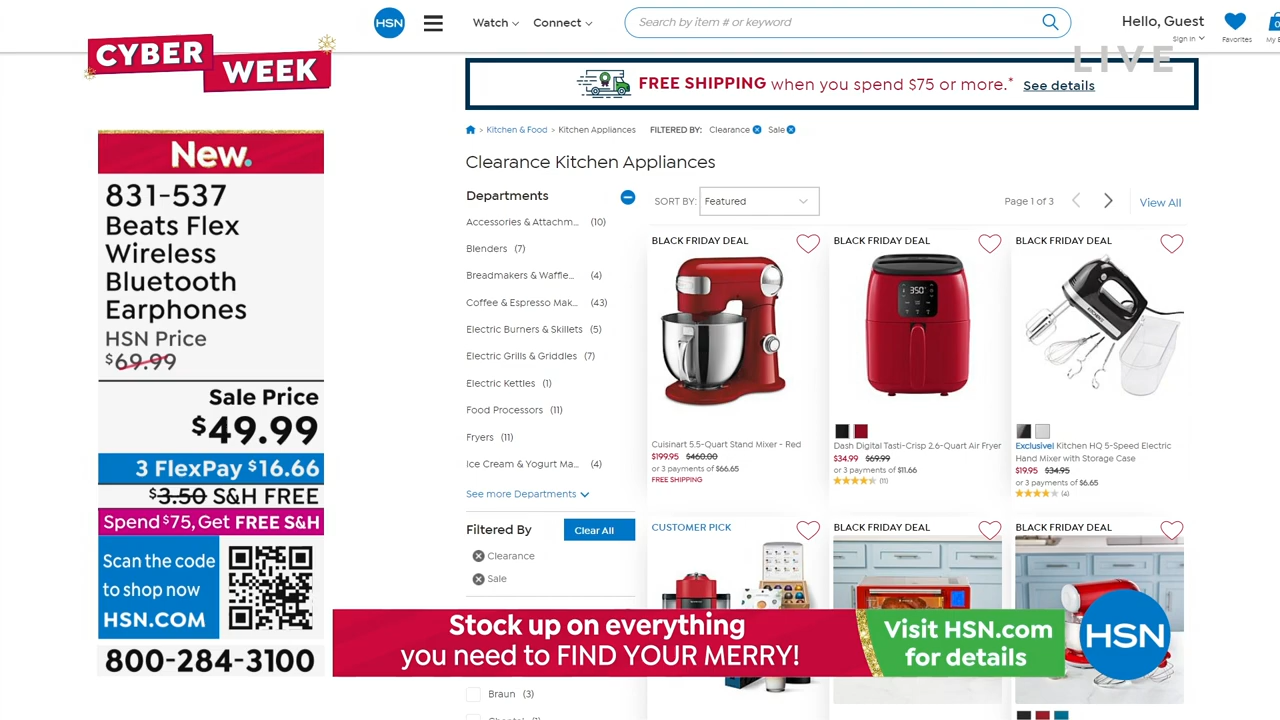 HSN
Watch
Connect
Search by item # or keyword
Hello, Guest
Sign In
Favorites
0
LIVE
CYBER
WEEK
FREE SHIPPING when you spend $75 or more.* See details
> Kitchen & Food > Kitchen Appliances FILTERED BY: Clearance Sale
Clearance Kitchen Appliances
New.
831-537
Beats Flex
Wireless
Bluetooth
Earphones
HSN Price
$69.99
Sale Price
$49.99
3 FlexPay $16.66
$3.50 S&H FREE
Spend $75, Get FREE S&H
Scan the code
to shop now
HSN.COM
800-284-3100
Departments
Accessories & Attachm... (10)
Blenders (7)
Breadmakers & Waffle... (4)
Coffee & Espresso Mak... (43)
Electric Burners & Skillets (5)
Electric Grills & Griddles (7)
Electric Kettles (1)
Food Processors (11)
Fryers (11)
Ice Cream & Yogurt Ma... (4)
See more Departments
Filtered By
Clear All
Clearance
Sale
Braun (3)
SORT BY: Featured
Page 1 of 3
View All
BLACK FRIDAY DEAL
Cuisinart 5.5-Quart Stand Mixer - Red
$199.95 $460.00
or 3 payments of $66.65
FREE SHIPPING
BLACK FRIDAY DEAL
350°
Dash Digital Tasti-Crisp 2.6-Quart Air Fryer
$34.99 $69.99
or 3 payments of $11.66
(11)
BLACK FRIDAY DEAL
Exclusive! Kitchen HQ 5-Speed Electric
Hand Mixer with Storage Case
$19.95 $34.95
or 3 payments of $6.65
(4)
CUSTOMER PICK
BLACK FRIDAY DEAL
BLACK FRIDAY DEAL
Stock up on everything
you need to FIND YOUR MERRY!
Visit HSN.com
for details
HSN